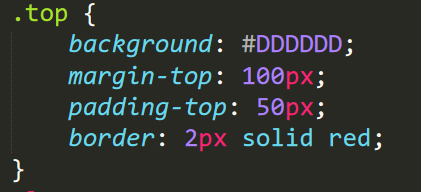 .top {
    background: #DDDDDD;
    margin-top: 100px;
    padding-top: 50px;
    border: 2px solid red;
}